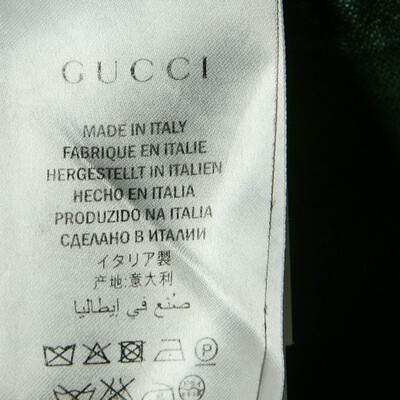 GUCCI
MADE IN ITALY
FABRIQUE EN ITALIE
HERGESTELLT IN ITALIEN
HECHO EN ITALIA
PRODUZIDO NA ITALIA
СДЕЛАНО В ИТАЛИИ
イタリア製
产地:意大利
صُنع في إيطاليا
P